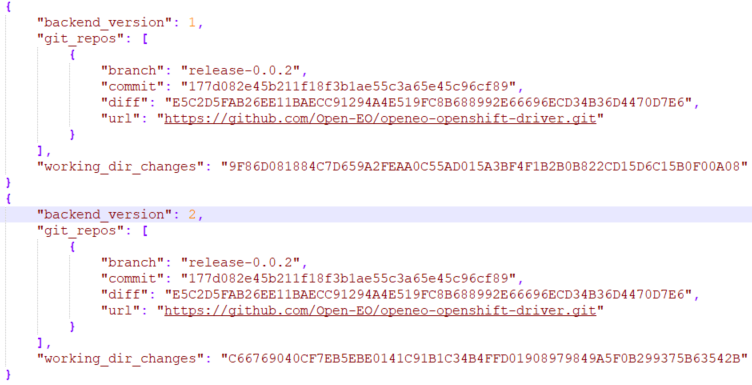 {
    "backend_version": 1,
    "git_repos": [
        {
            "branch": "release-0.0.2",
            "commit": "177d082e45b211f18f3b1ae55c3a65e45c96cf89",
            "diff": "E5C2D5FAB26EE11BAECC91294A4E519FC8B688992E66696ECD34B36D4470D7E6",
            "url": "https://github.com/Open-EO/openeo-openshift-driver.git"
        }
    ],
    "working_dir_changes": "9F86D081884C7D659A2FEAA0C55AD015A3BF4F1B2B0B822CD15D6C15B0F00A08"
}
{
    "backend_version": 2,
    "git_repos": [
        {
            "branch": "release-0.0.2",
            "commit": "177d082e45b211f18f3b1ae55c3a65e45c96cf89",
            "diff": "E5C2D5FAB26EE11BAECC91294A4E519FC8B688992E66696ECD34B36D4470D7E6",
            "url": "https://github.com/Open-EO/openeo-openshift-driver.git"
        }
    ],
    "working_dir_changes": "C66769040CF7EB5EBE0141C91B1C34B4FFD01908979849A5F0B299375B63542B"
}